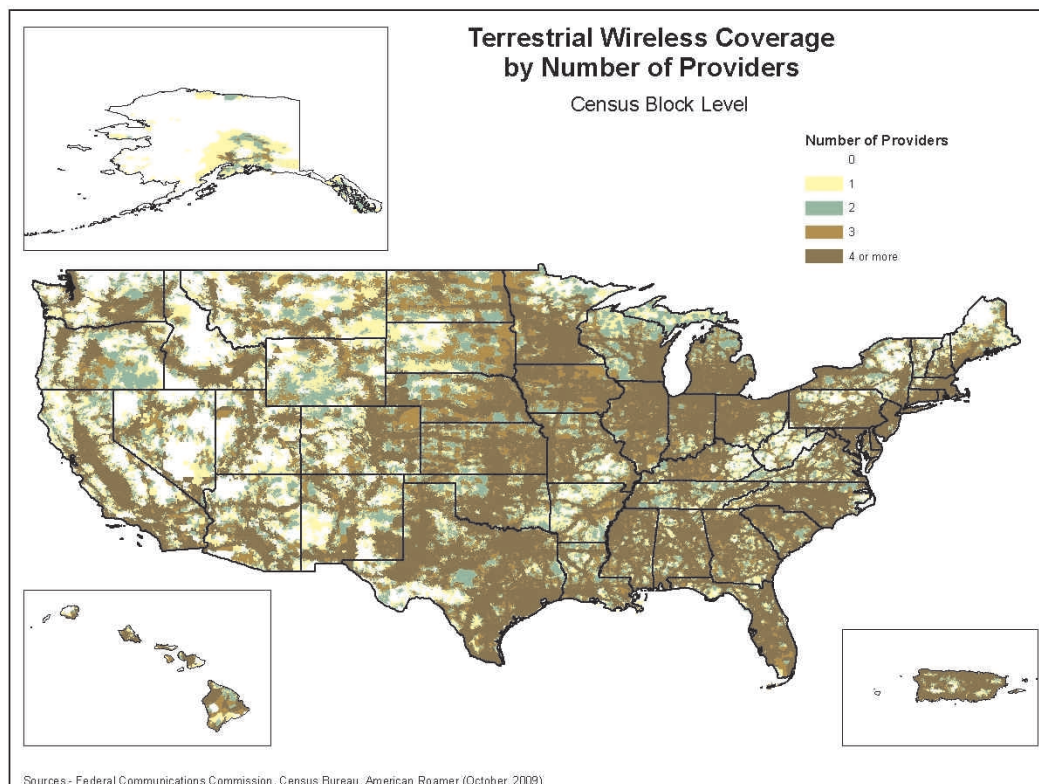 Terrestrial Wireless Coverage
by Number of Providers
Census Block Level
Number of Providers
0
1
2
3
4 or more
Sources - Federal Communications Commission, Census Bureau, American Roamer (October, 2009)